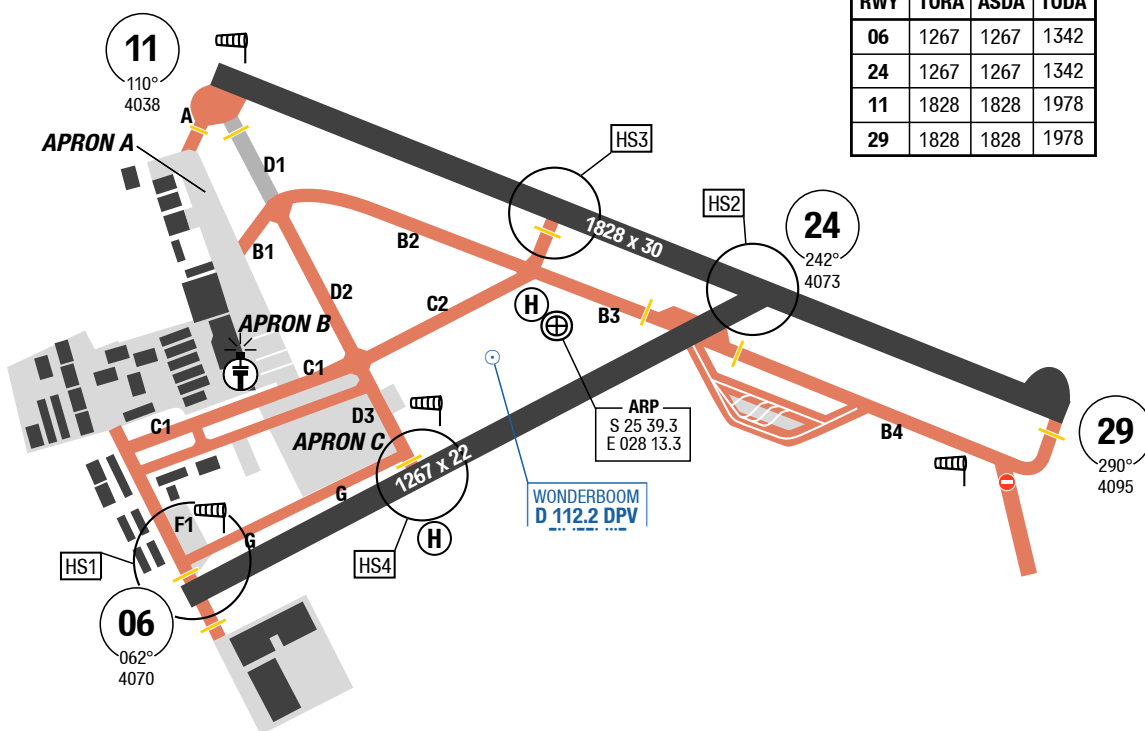 RWY TORA ASDA TODA
06 1267 1267 1342
24 1267 1267 1342
11 1828 1828 1978
29 1828 1828 1978
11
110°
4038
A
APRON A
D1
HS3
HS2
24
242°
4073
1828 x 30
B1
B2
D2
C2
H
B3
APRON B
C1
C1
D3
APRON C
ARP
S 25 39.3
E 028 13.3
B4
29
290°
4095
1267 x 22
WONDERBOOM
D 112.2 DPV
G
F1
G
H
HS1
HS4
06
062°
4070